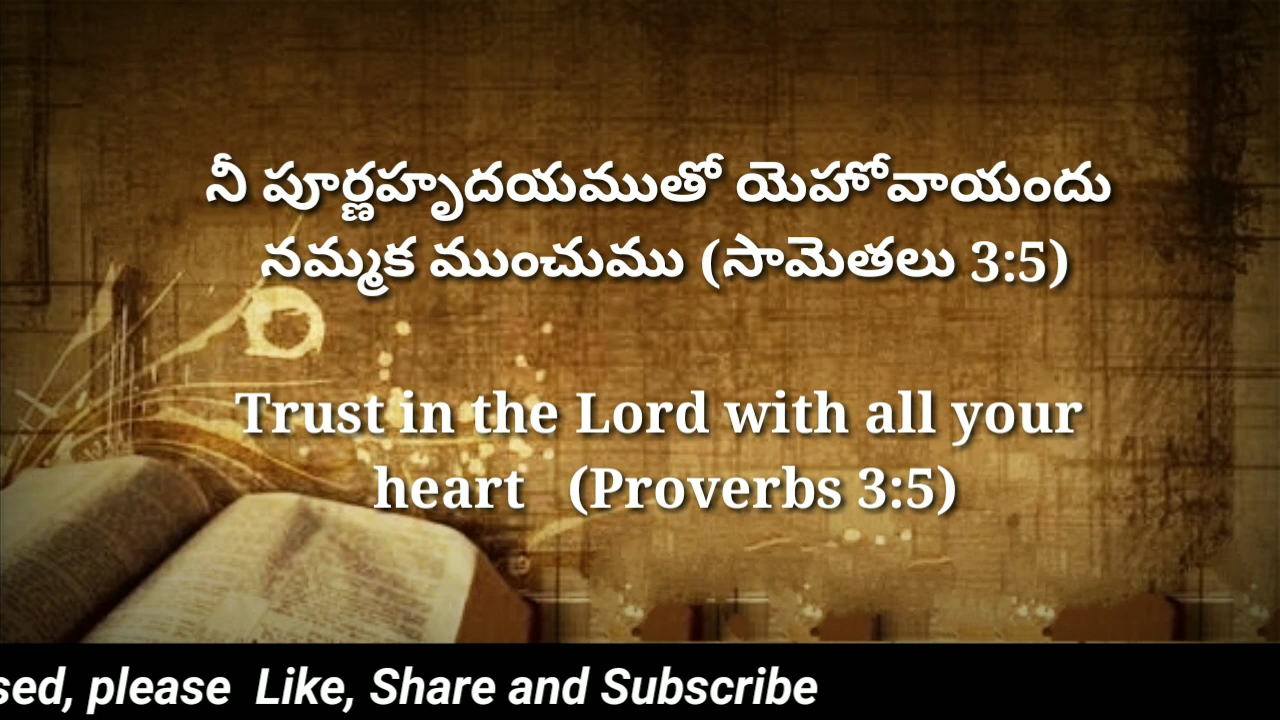 నీ పూర్ణహృదయముతో యెహోవాయందు
నమ్మక ముంచుము (సామెతలు 3:5)
Trust in the Lord with all your
heart (Proverbs 3:5)
sed, please Like, Share and Subscribe